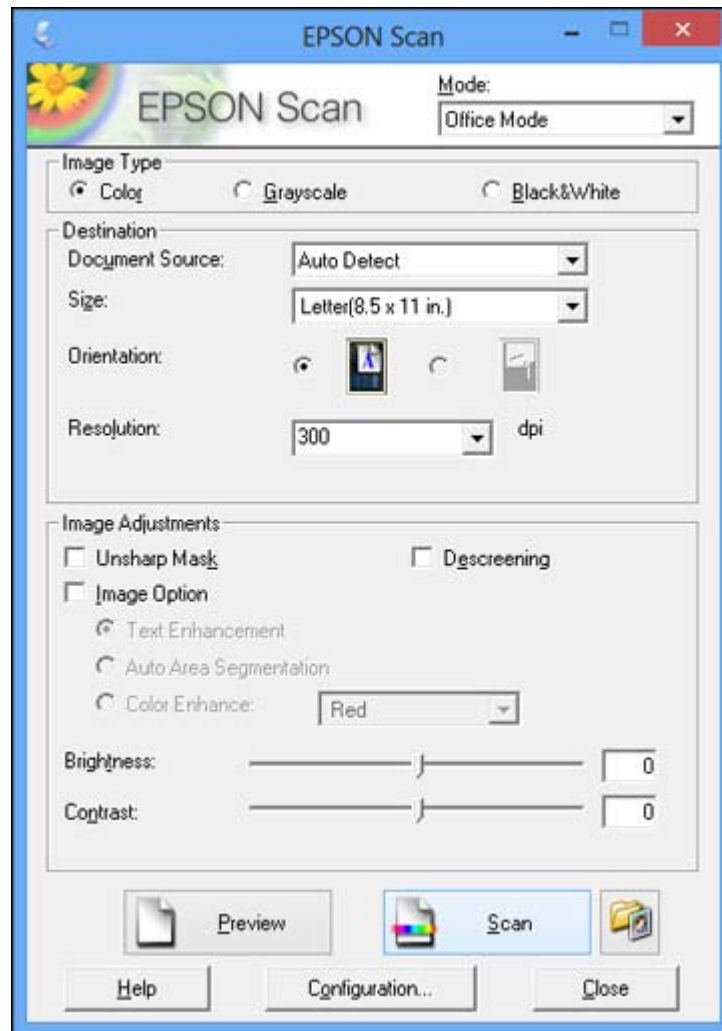 EPSON Scan
EPSON Scan
Mode:
Office Mode
Image Type
Color Grayscale Black&White
Destination
Document Source: Auto Detect
Size: Letter(8.5 x 11 in.)
Orientation: A
Resolution: 300 dpi
Image Adjustments
Unsharp Mask Descreening
Image Option
Text Enhancement
Auto Area Segmentation
Color Enhance: Red
Brightness: 0
Contrast: 0
Preview Scan
Help Configuration... Close